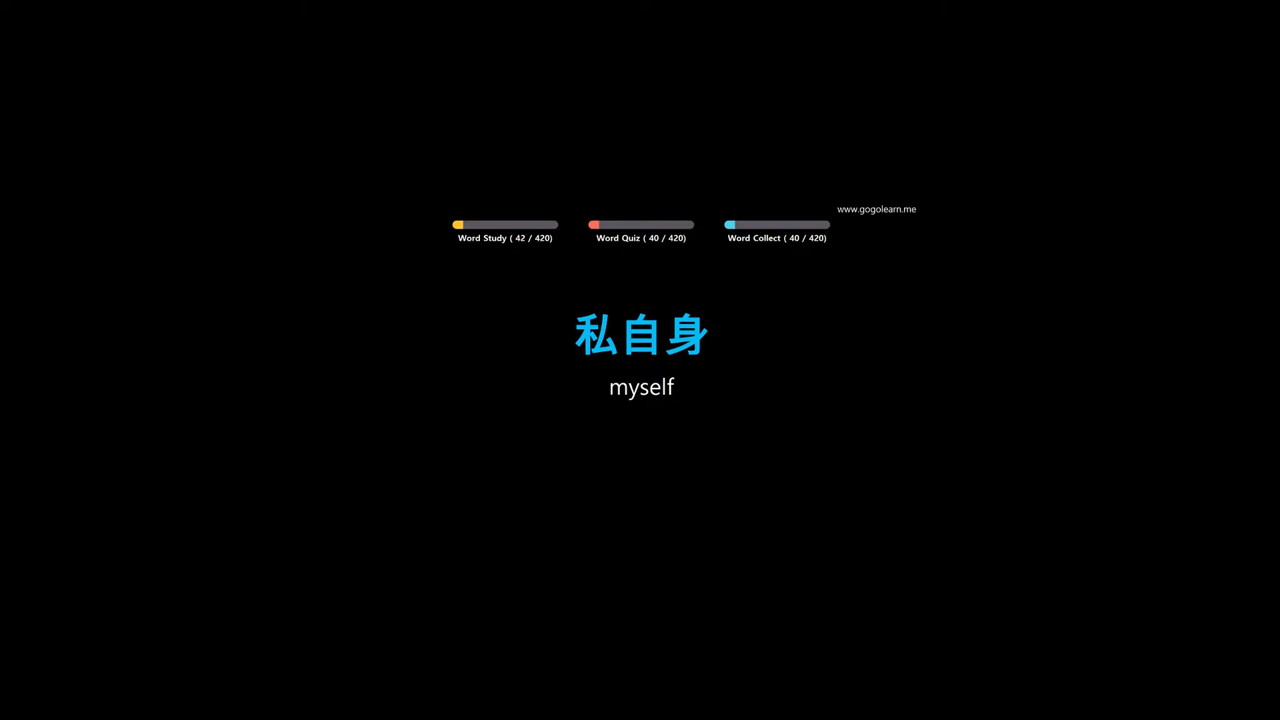 www.gogolearn.me
Word Study ( 42 / 420)
Word Quiz ( 40 / 420)
Word Collect ( 40 / 420)
私自身
myself